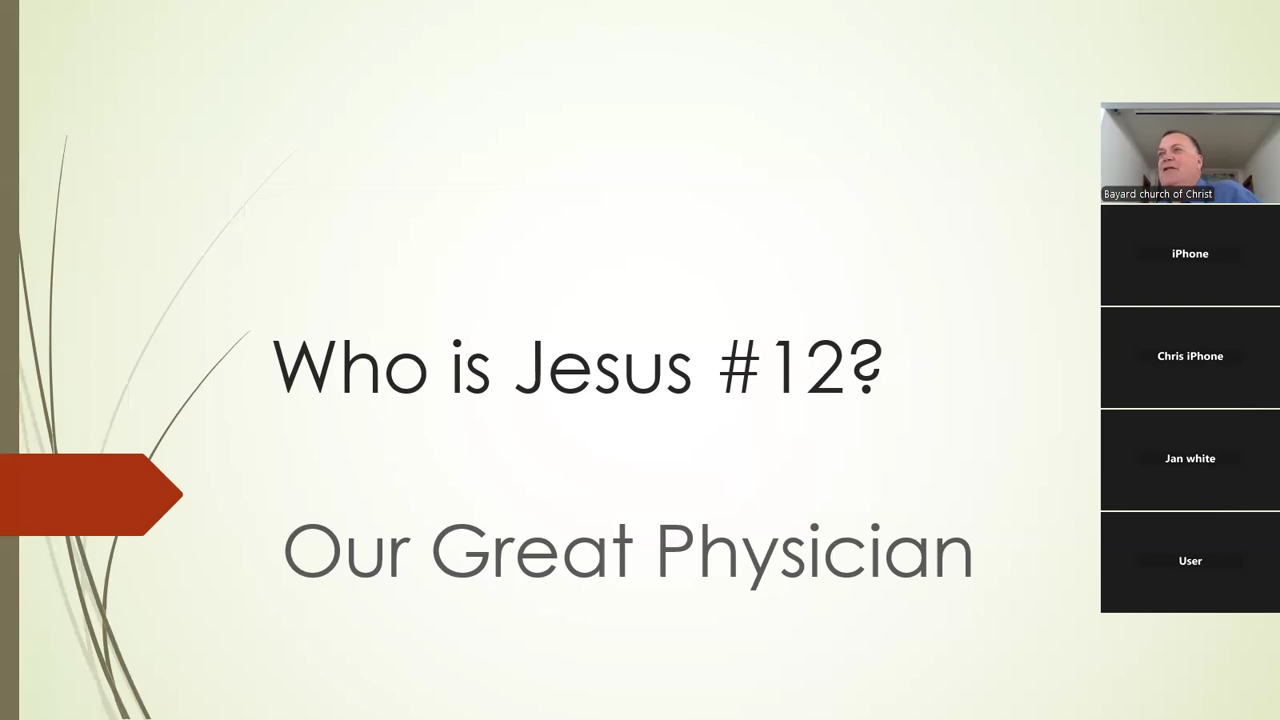 Who is Jesus #12?
Our Great Physician
Bayard church of Christ
iPhone
Chris iPhone
Jan white
User